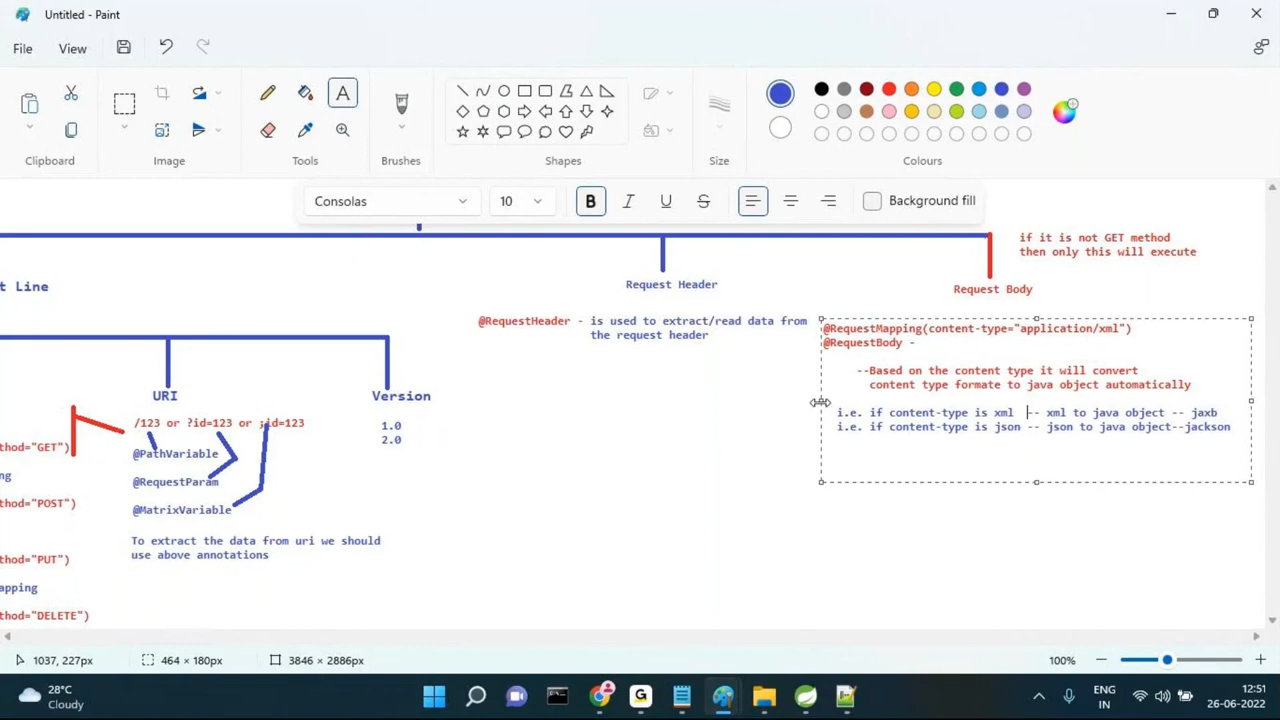 Untitled - Paint
File
View
Clipboard
Image
Tools
Brushes
Shapes
Size
Colours
Consolas
10
B
I
U
S
Background fill
if it is not GET method
then only this will execute
t Line
Request Header
Request Body
@RequestHeader - is used to extract/read data from
the request header
@RequestMapping(content-type="application/xml")
@RequestBody -
--Based on the content type it will convert
content type formate to java object automatically
i.e. if content-type is xml -- xml to java object -- jaxb
i.e. if content-type is json -- json to java object--jackson
URI
Version
/123 or ?id=123 or ;id=123
1.0
2.0
thod="GET")
@PathVariable
ng
@RequestParam
thod="POST")
@MatrixVariable
To extract the data from uri we should
use above annotations
thod="PUT")
apping
thod="DELETE")
1037, 227px
464 × 180px
3846 × 2886px
100%
28°C
Cloudy
ENG
IN
12:51
26-06-2022